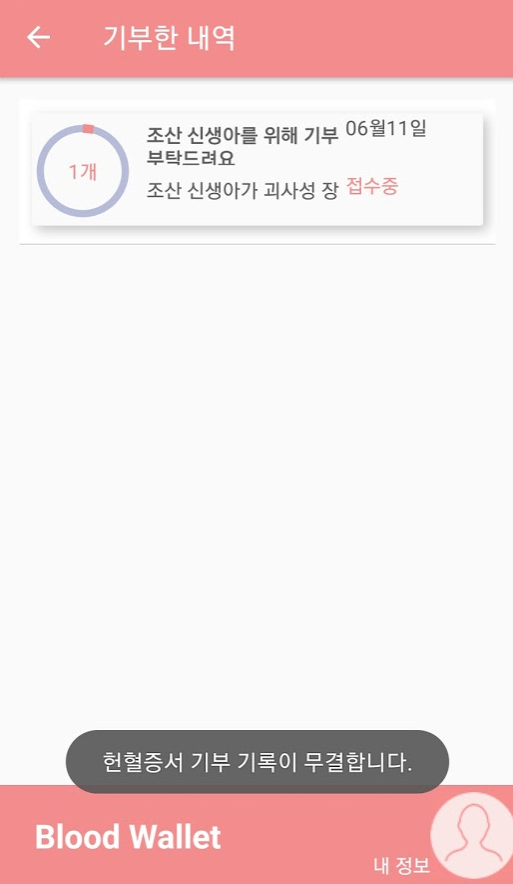 기부한 내역
1개
조산 신생아를 위해 기부
부탁드려요
06월11일
조산 신생아가 괴사성 장
접수중
헌혈증서 기부 기록이 무결합니다.
Blood Wallet
내 정보